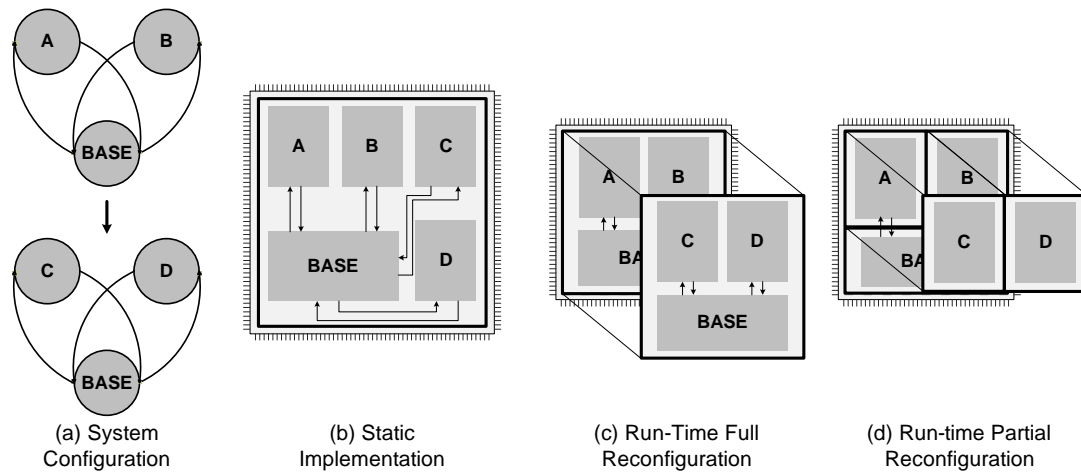 A
B
BASE
C
D
BASE
(a) System
Configuration
A
B
C
BASE
D
(b) Static
Implementation
A
B
BA
C
D
BASE
(c) Run-Time Full
Reconfiguration
A
B
BA
C
D
(d) Run-time Partial
Reconfiguration